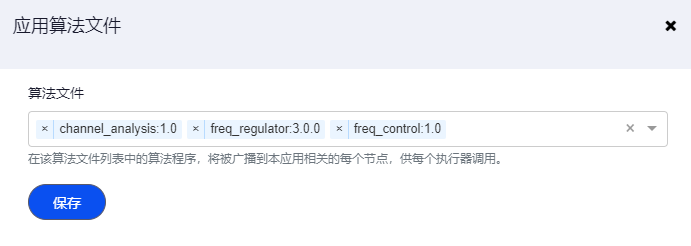 应用算法文件
算法文件
× channel_analysis:1.0 × freq_regulator:3.0.0 × freq_control:1.0
在该算法文件列表中的算法程序，将被广播到本应用相关的每个节点，供每个执行器调用。
保存